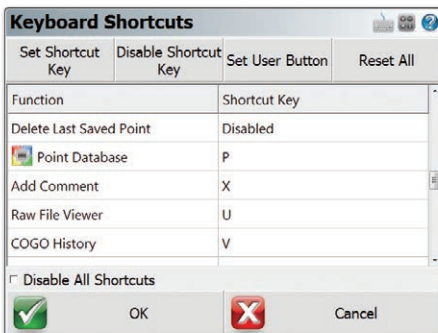 Keyboard Shortcuts
Set Shortcut Key
Disable Shortcut Key
Set User Button
Reset All
Function Shortcut Key
Delete Last Saved Point Disabled
Point Database P
Add Comment X
Raw File Viewer U
COGO History V
Disable All Shortcuts
OK Cancel